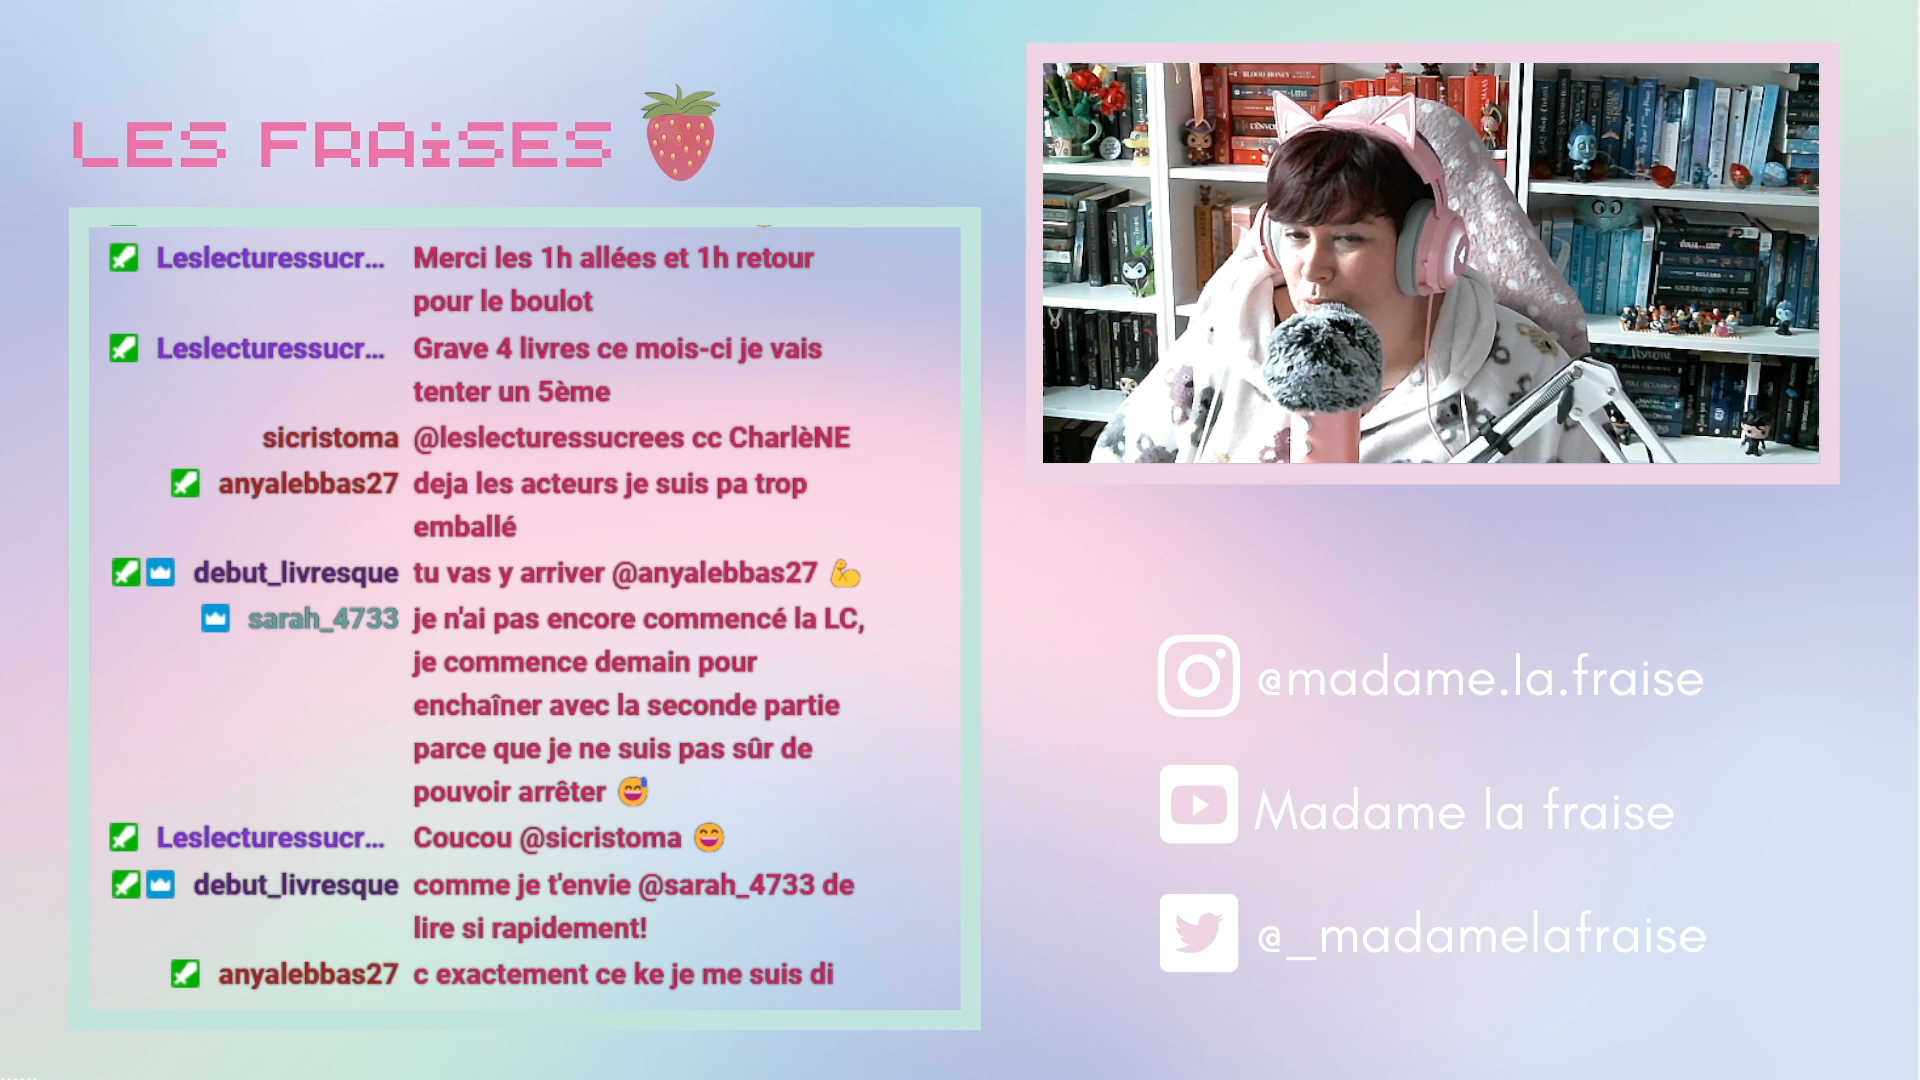 LES FRAiSES
Leslecturessucr... Merci les 1h allées et 1h retour
pour le boulot
Leslecturessucr... Grave 4 livres ce mois-ci je vais
tenter un 5ème
sicristoma @leslecturessucrees cc CharlèNE
anyalebbas27 deja les acteurs je suis pa trop
emballé
debut_livresque tu vas y arriver @anyalebbas27 💪
sarah_4733 je n'ai pas encore commencé la LC,
je commence demain pour
enchaîner avec la seconde partie
parce que je ne suis pas sûr de
pouvoir arrêter 😅
Leslecturessucr... Coucou @sicristoma 😄
debut_livresque comme je t'envie @sarah_4733 de
lire si rapidement!
anyalebbas27 c exactement ce ke je me suis di
BLOOD HONEY
@madame.la.fraise
Madame la fraise
@_madamelafraise